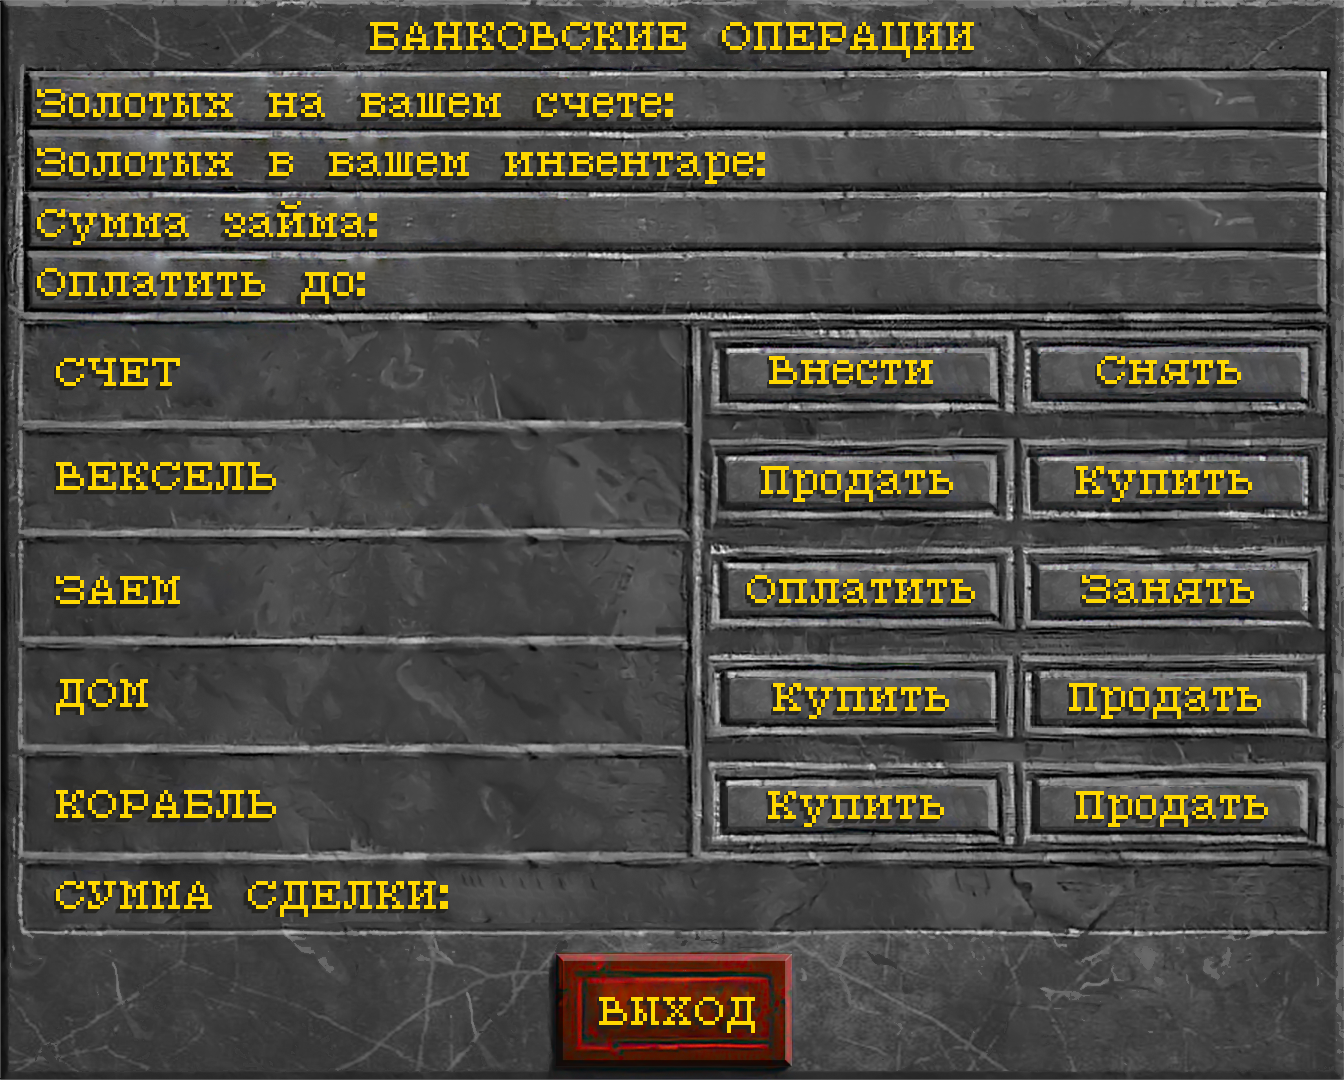 БАНКОВСКИЕ ОПЕРАЦИИ
Золотых на вашем счете:
Золотых в вашем инвентаре:
Сумма займа:
Оплатить до:
СЧЕТ Внести Снять
ВЕКСЕЛЬ Продать Купить
ЗАЕМ Оплатить Занять
ДОМ Купить Продать
КОРАБЛЬ Купить Продать
СУММА СДЕЛКИ:
ВЫХОД